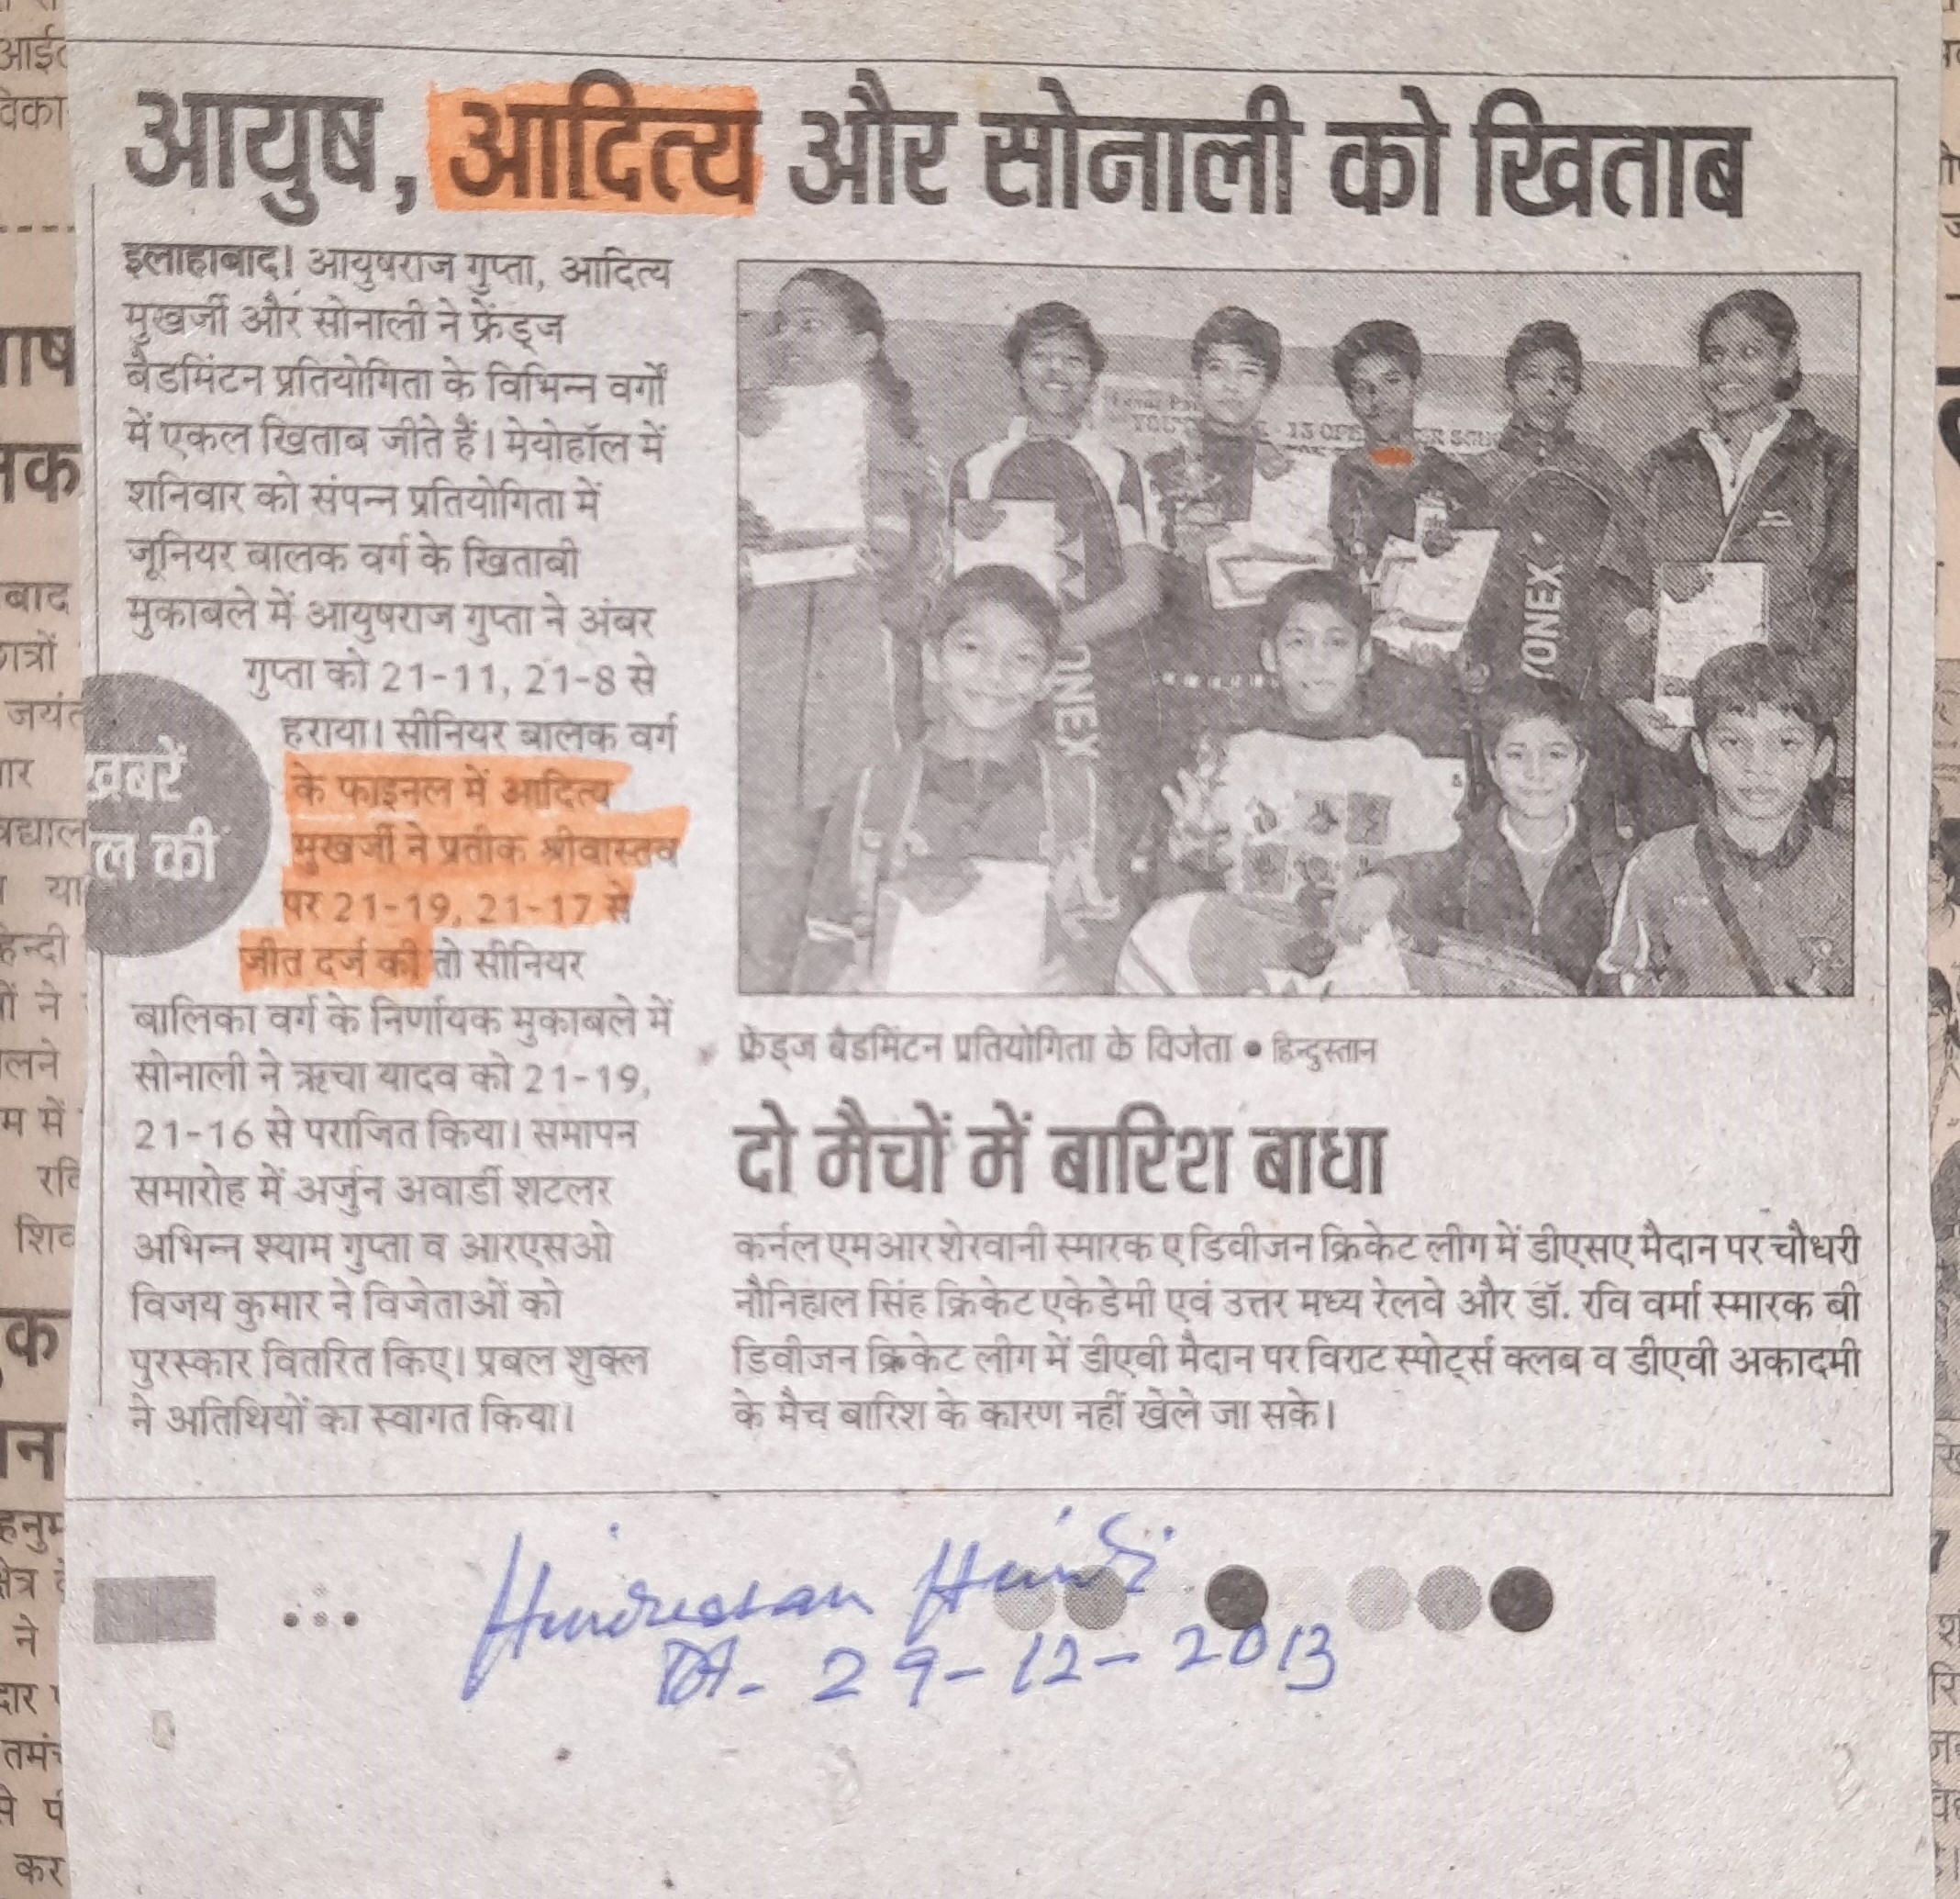 आयुष, आदित्य और सोनाली को खिताब
इलाहाबाद। आयुषराज गुप्ता, आदित्य
मुखर्जी और सोनाली ने फ्रेंड्ज
बैडमिंटन प्रतियोगिता के विभिन्न वर्गों
में एकल खिताब जीते हैं। मेयोहॉल में
शनिवार को संपन्न प्रतियोगिता में
जूनियर बालक वर्ग के खिताबी
मुकाबले में आयुषराज गुप्ता ने अंबर
गुप्ता को 21-11, 21-8 से
हराया। सीनियर बालक वर्ग
के फाइनल में आदित्य
मुखर्जी ने प्रतीक श्रीवास्तव
पर 21-19, 21-17 से
जीत दर्ज की तो सीनियर
बालिका वर्ग के निर्णायक मुकाबले में
सोनाली ने ऋचा यादव को 21-19,
21-16 से पराजित किया। समापन
समारोह में अर्जुन अवार्डी शटलर
अभिन्न श्याम गुप्ता व आरएसओ
विजय कुमार ने विजेताओं को
पुरस्कार वितरित किए। प्रबल शुक्ल
ने अतिथियों का स्वागत किया।
खबरें
ल की
YONEX
फ्रेंड्ज बैडमिंटन प्रतियोगिता के विजेता ● हिन्दुस्तान
दो मैचों में बारिश बाधा
कर्नल एम आर शेरवानी स्मारक ए डिवीजन क्रिकेट लीग में डीएसए मैदान पर चौधरी
नौनिहाल सिंह क्रिकेट एकेडेमी एवं उत्तर मध्य रेलवे और डॉ. रवि वर्मा स्मारक बी
डिवीजन क्रिकेट लीग में डीएवी मैदान पर विराट स्पोर्ट्स क्लब व डीएवी अकादमी
के मैच बारिश के कारण नहीं खेले जा सके।
Hindustan Hindi
Dt. 29-12-2013